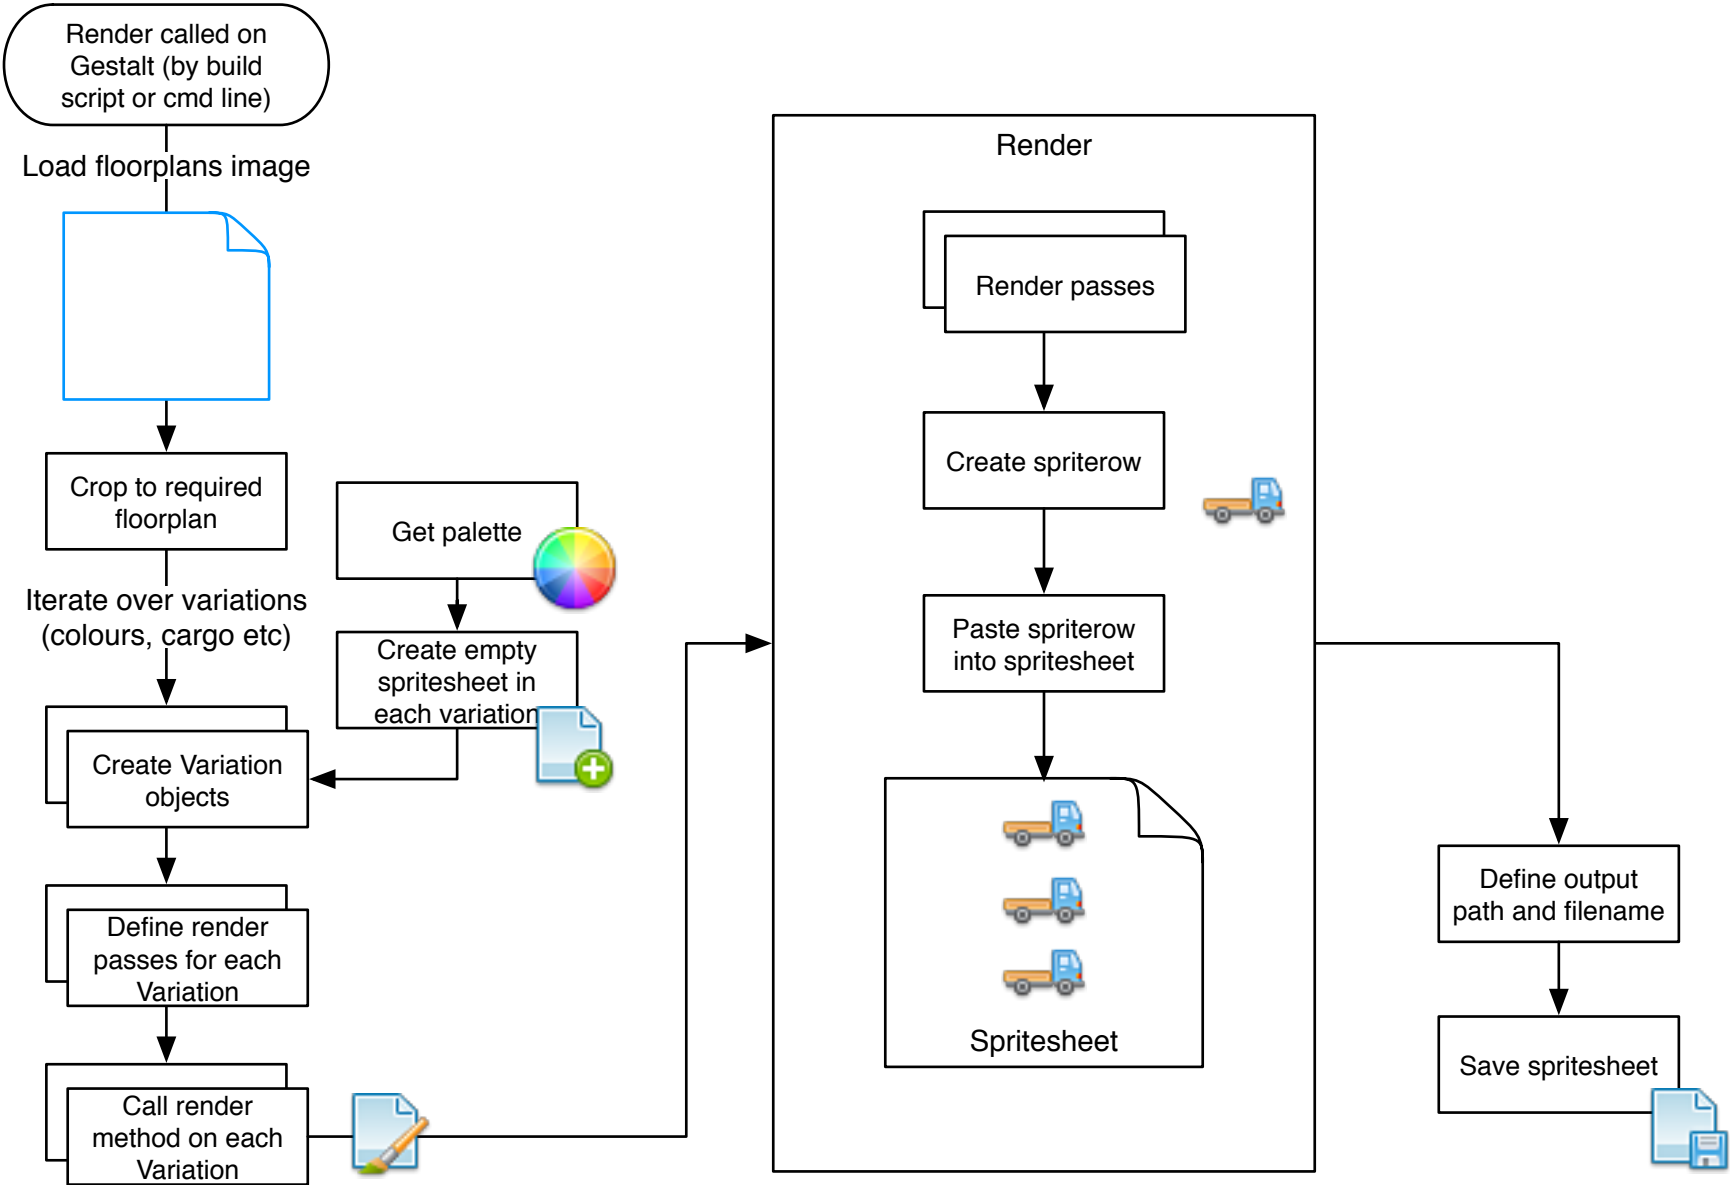 Render called on
Gestalt (by build
script or cmd line)
Load floorplans image
Crop to required
floorplan
Iterate over variations
(colours, cargo etc)
Get palette
Create empty
spritesheet in
each variation
Create Variation
objects
Define render
passes for each
Variation
Call render
method on each
Variation
Render
Render passes
Create spriterow
Paste spriterow
into spritesheet
Spritesheet
Define output
path and filename
Save spritesheet